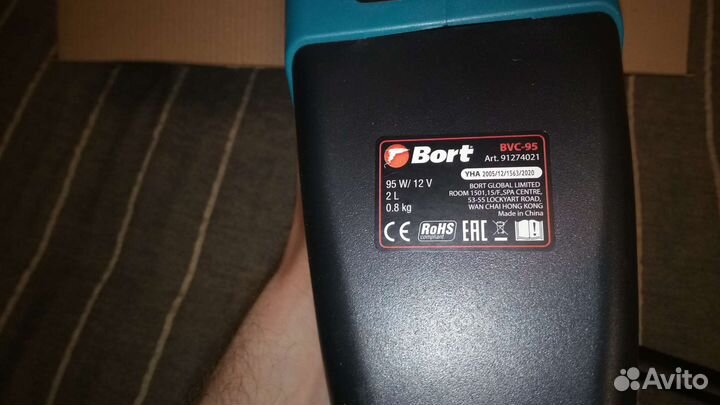 Bort
BVC-95
Art. 91274021
YHA 2005/12/1563/2020
95 W/ 12 V
2 L
0.8 kg
BORT GLOBAL LIMITED
ROOM 1501,15/F.,SPA CENTRE,
53-55 LOCKYART ROAD,
WAN CHAI HONG KONG
Made in China
CE
RoHS
compliant
EAC
Avito